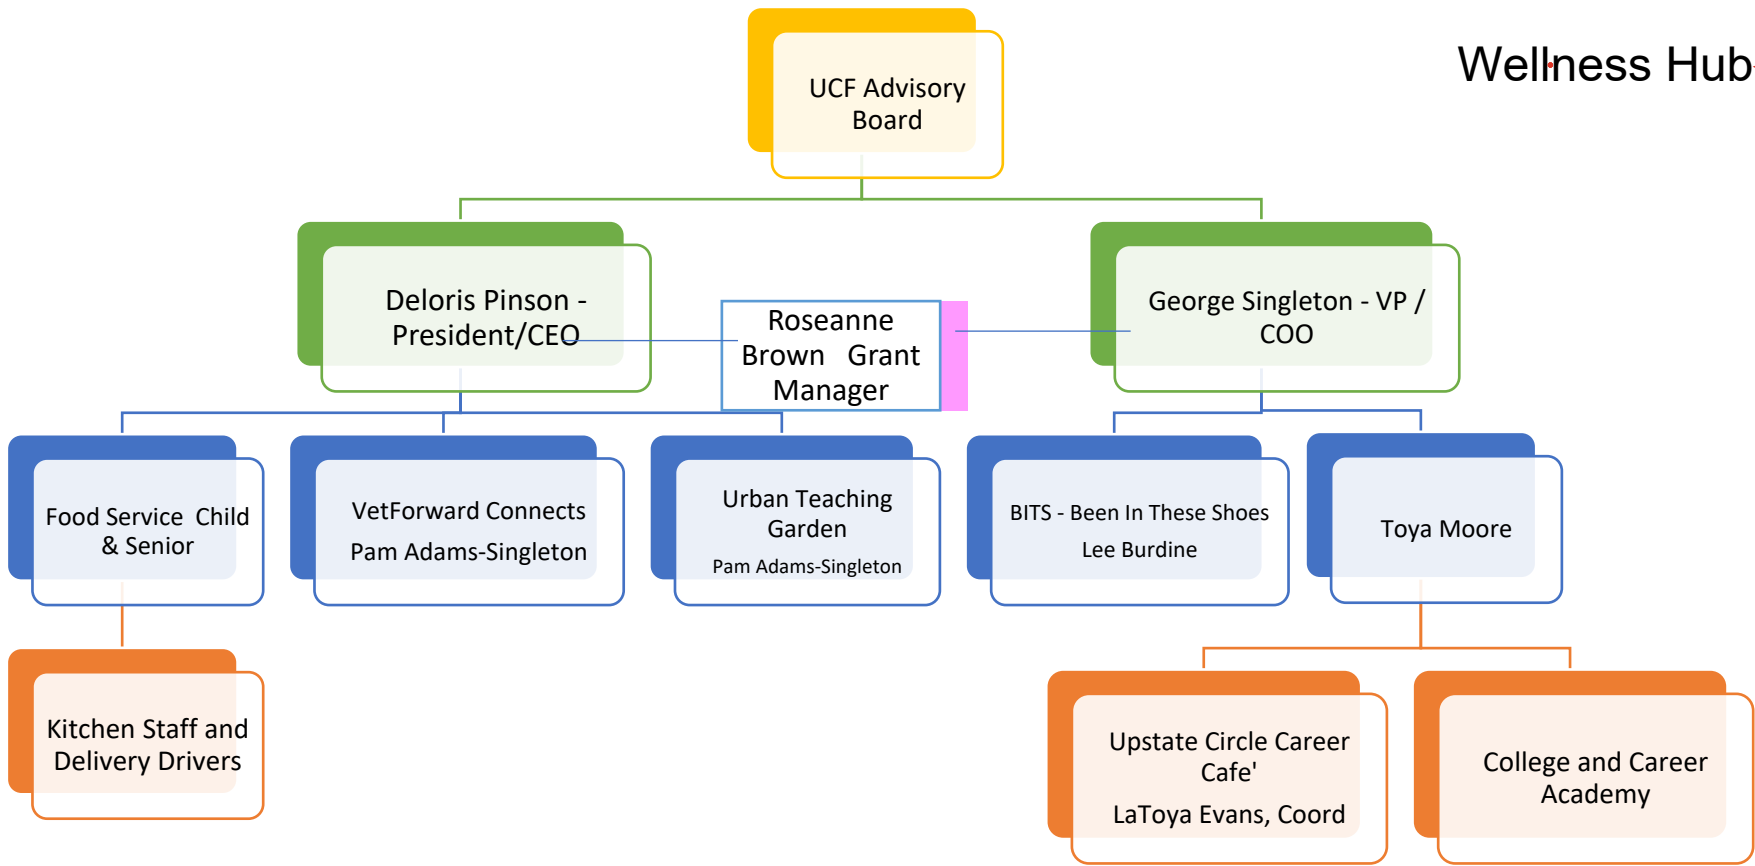 Wellness Hub
UCF Advisory
Board
Deloris Pinson -
President/CEO
Roseanne
Brown Grant
Manager
George Singleton - VP /
COO
Food Service Child
& Senior
VetForward Connects
Pam Adams-Singleton
Urban Teaching
Garden
Pam Adams-Singleton
BITS - Been In These Shoes
Lee Burdine
Toya Moore
Kitchen Staff and
Delivery Drivers
Upstate Circle Career
Cafe'
LaToya Evans, Coord
College and Career
Academy